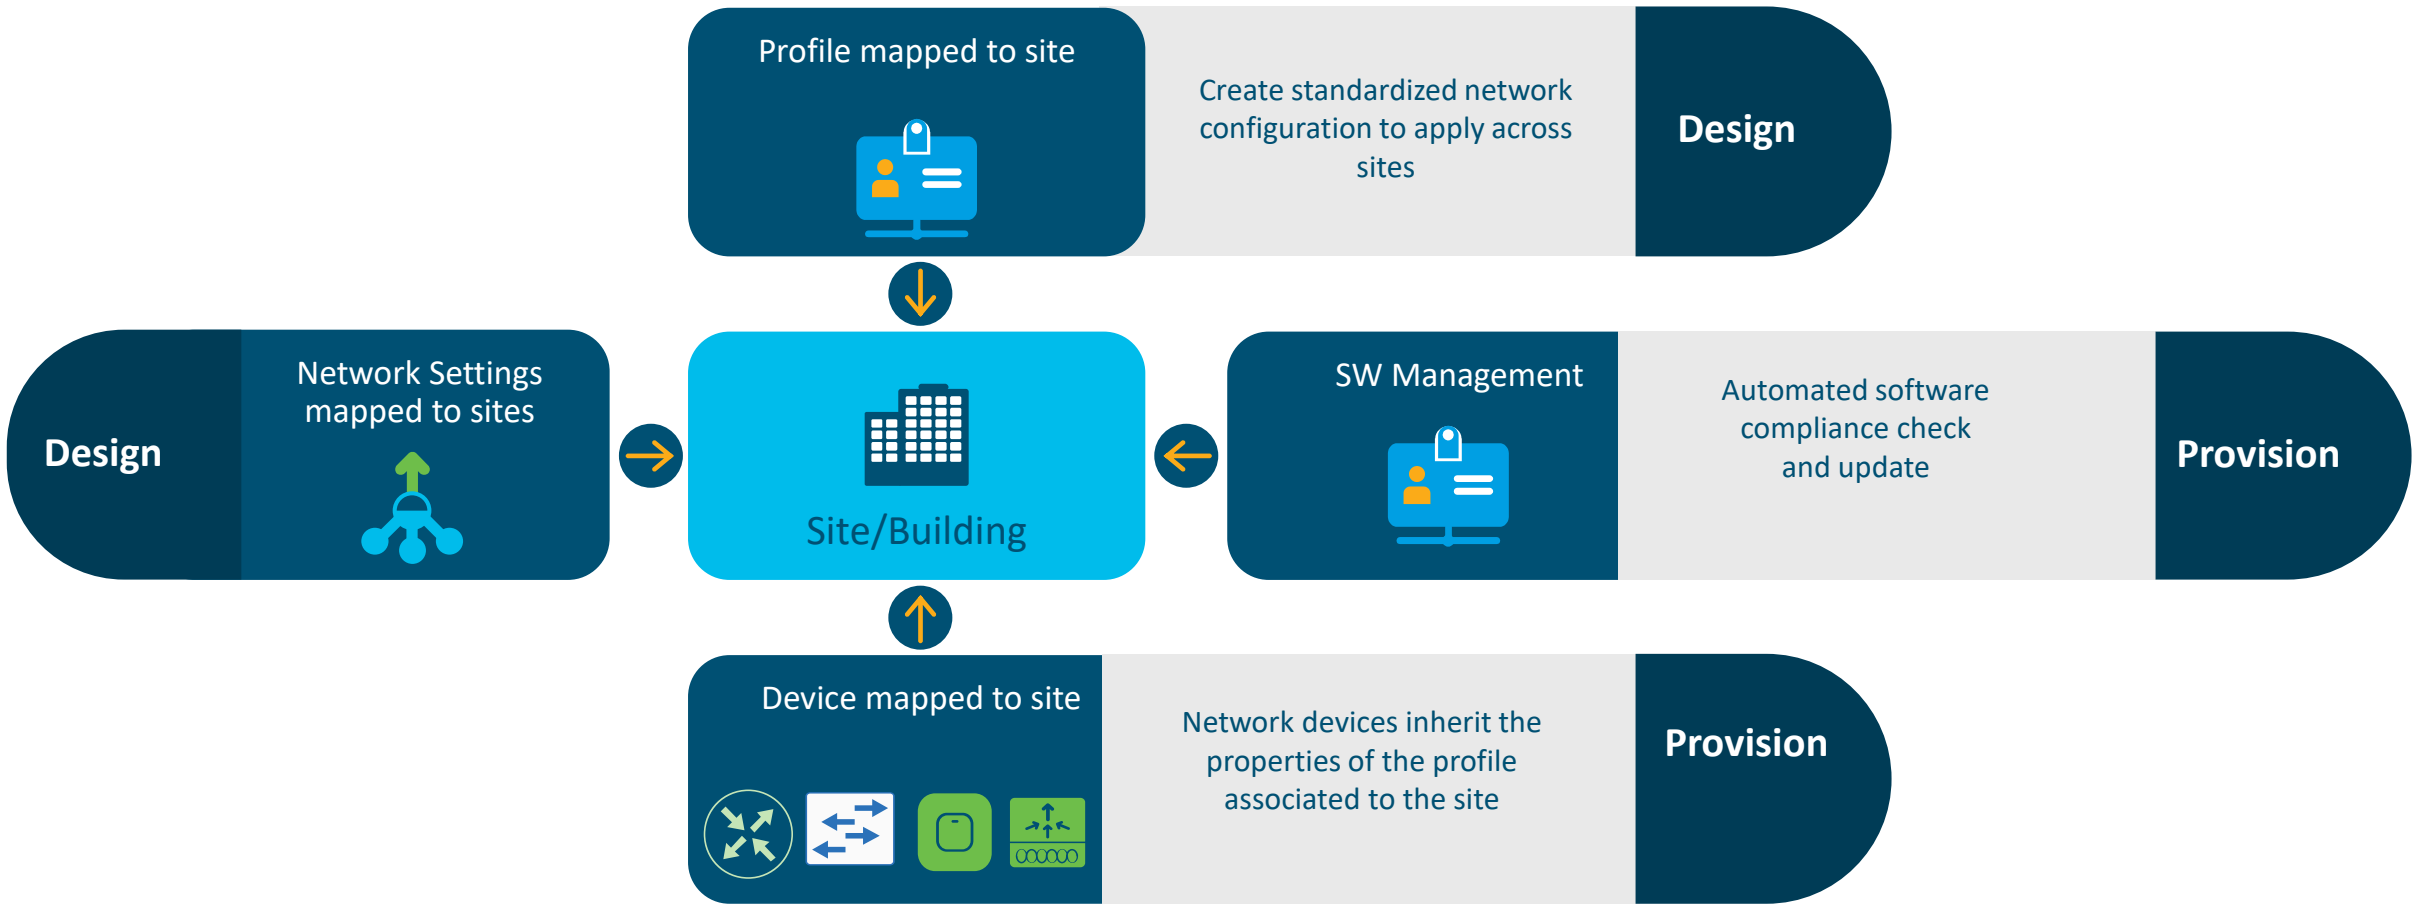 Profile mapped to site
Create standardized network
configuration to apply across
sites
Design
Design
Network Settings
mapped to sites
Site/Building
SW Management
Automated software
compliance check
and update
Provision
Device mapped to site
Network devices inherit the
properties of the profile
associated to the site
Provision